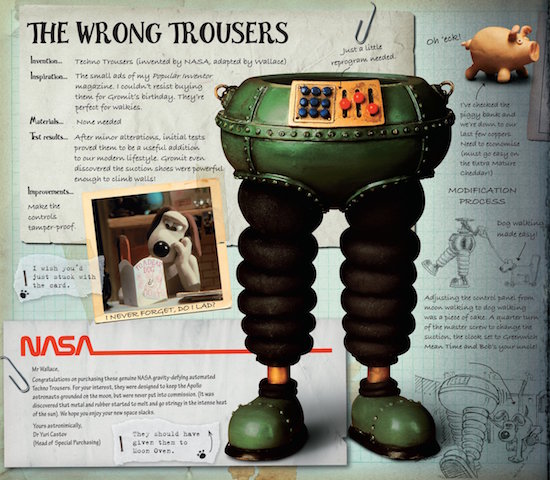 THE WRONG TROUSERS
Just a little
reprogram needed.
Oh 'eck!
Invention... Techno Trousers (invented by NASA, adapted by Wallace)
Inspiration... The small ads of my Popular Inventor
magazine. I couldn't resist buying
them for Gromit's birthday. They're
perfect for walkies.
Materials... None needed
Test results... After minor alterations, initial tests
proved them to be a useful addition
to our modern lifestyle. Gromit even
discovered the suction shoes were powerful
enough to climb walls!
Improvements...
Make the
controls
tamper-proof.
I've checked the
piggy bank and
we're down to our
last few coppers.
Need to economise
(must go easy on
the Extra Mature
Cheddar!)
MODIFICATION
PROCESS
Dog walking
made easy!
Adjusting the control panel from
moon walking to dog walking
was a piece of cake. A quarter turn
of the master screw to change the
suction, the clock set to Greenwich
Mean Time and Bob's your uncle!
I wish you'd
just stuck with
the card.
I NEVER FORGET, DO I LAD?
NASA
Mr Wallace,
Congratulations on purchasing these genuine NASA gravity-defying automated
Techno Trousers. For your interest, they were designed to keep the Apollo
astronauts grounded on the moon, but were never put into commission. (It was
discovered that metal and rubber started to melt and go stringy in the intense heat
of the sun). We hope you enjoy your new space slacks.
Yours astronimically,
Dr Yuri Castov
(Head of Special Purchasing)
They should have
given them to
Moon Oven.